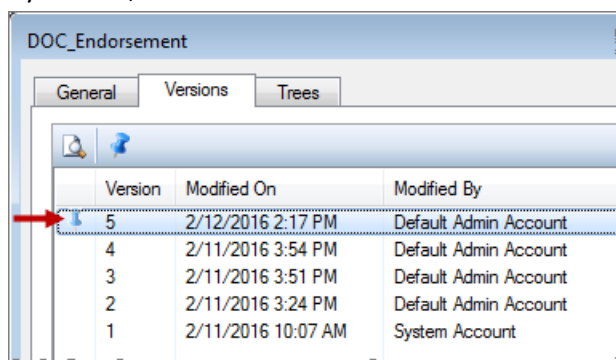 DOC_Endorsement
General Versions Trees
Version Modified On Modified By
5 2/12/2016 2:17 PM Default Admin Account
4 2/11/2016 3:54 PM Default Admin Account
3 2/11/2016 3:51 PM Default Admin Account
2 2/11/2016 3:24 PM Default Admin Account
1 2/11/2016 10:07 AM System Account